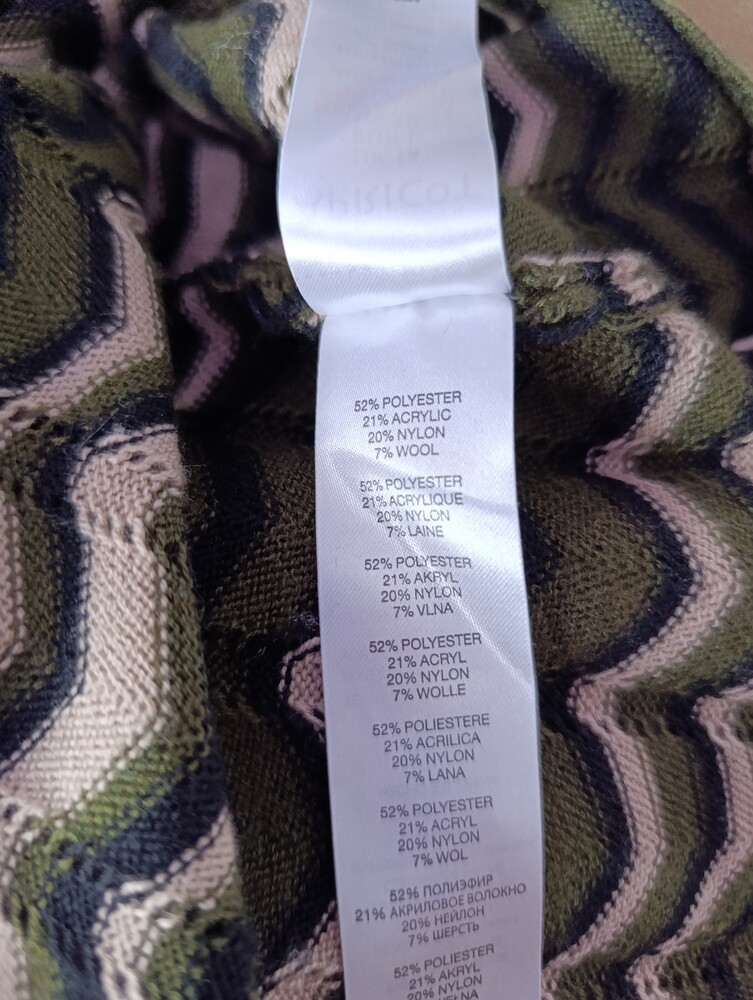 APRICOT
52% POLYESTER
21% ACRYLIC
20% NYLON
7% WOOL
52% POLYESTER
21% ACRYLIQUE
20% NYLON
7% LAINE
52% POLYESTER
21% AKRYL
20% NYLON
7% VLNA
52% POLYESTER
21% ACRYL
20% NYLON
7% WOLLE
52% POLIESTERE
21% ACRILICA
20% NYLON
7% LANA
52% POLYESTER
21% ACRYL
20% NYLON
7% WOL
52% ПОЛИЭФИР
21% АКРИЛОВОЕ ВОЛОКНО
20% НЕЙЛОН
7% ШЕРСТЬ
52% POLIESTER
21% AKRYL
20% NYLON